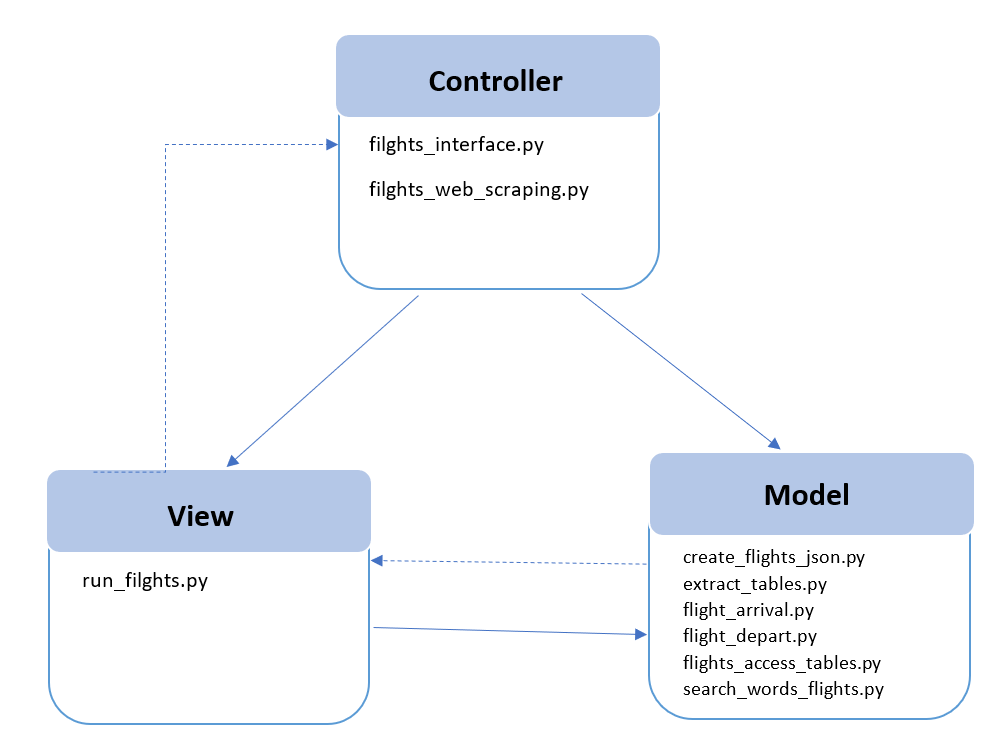 Controller
filghts_interface.py
filghts_web_scraping.py
View
run_filghts.py
Model
create_flights_json.py
extract_tables.py
flight_arrival.py
flight_depart.py
flights_access_tables.py
search_words_flights.py